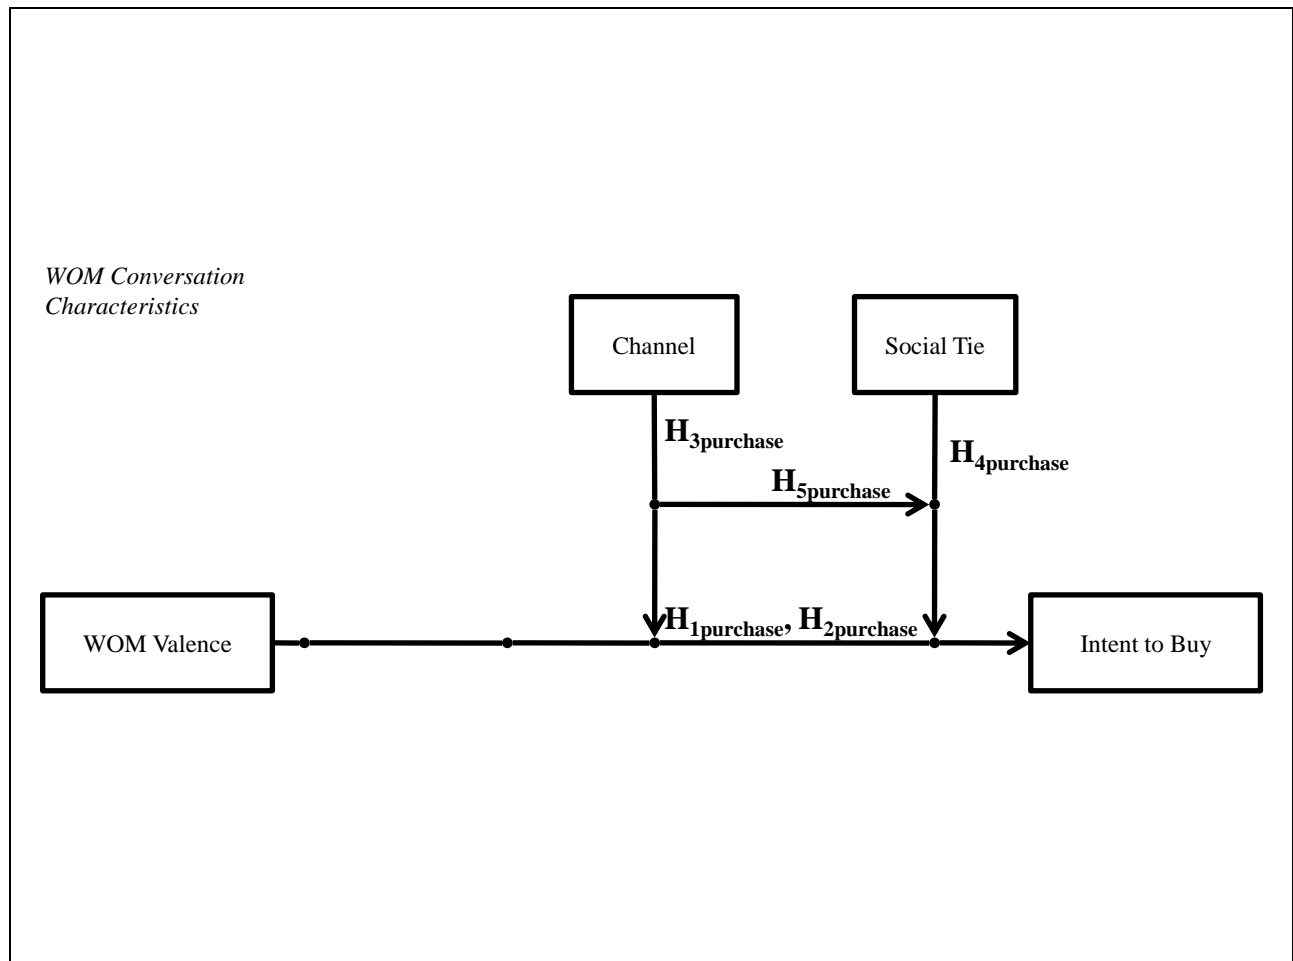 WOM Conversation
Characteristics
Channel
Social Tie
H3purchase
H4purchase
H5purchase
H1purchase, H2purchase
WOM Valence
Intent to Buy